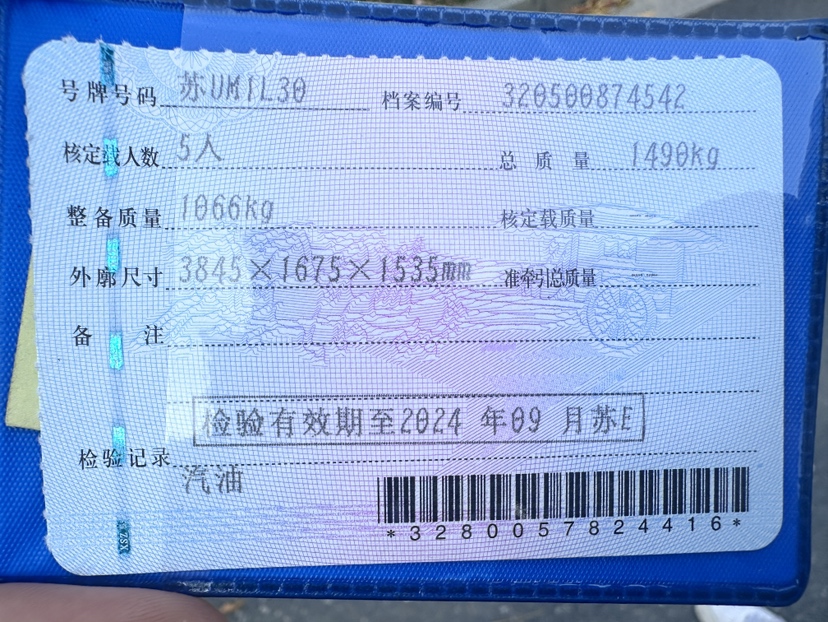 号牌号码 苏UM1L30 档案编号 320500874542
核定载人数 5人 总质量 1490kg
整备质量 1066kg 核定载质量 --
外廓尺寸 3845×1675×1535mm 准牵引总质量 --
备注
检验有效期至2024年09月苏E
检验记录
汽油
*3280057824416*